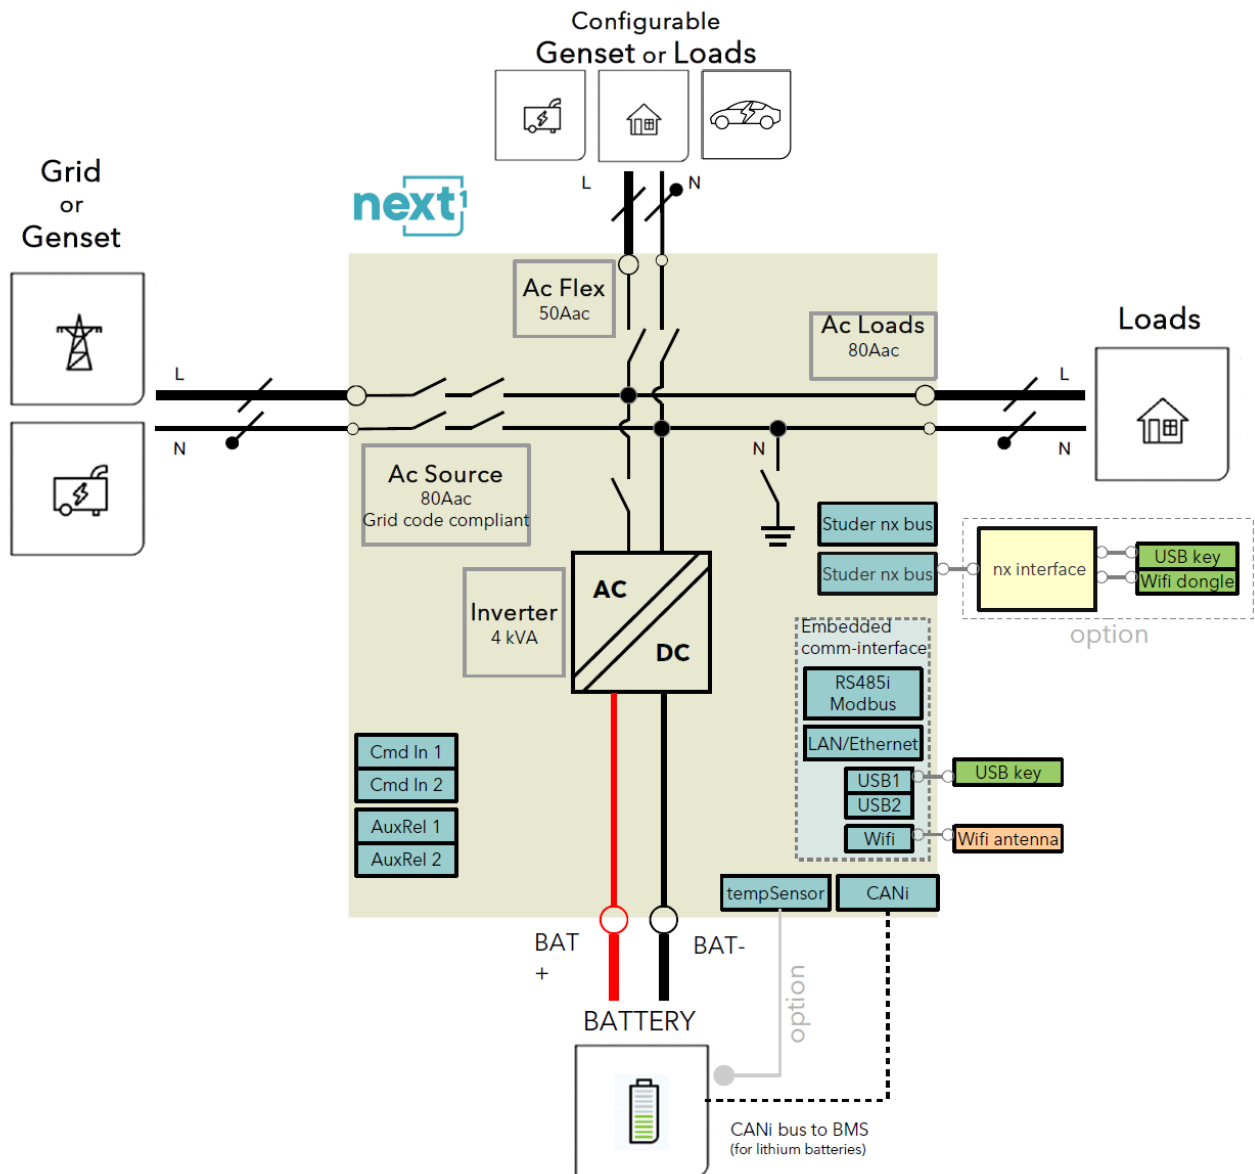 Configurable
Genset or Loads
Grid
or
Genset
next1
L
N
Ac Flex
50Aac
Ac Loads
80Aac
Loads
L
N
L
N
N
Ac Source
80Aac
Grid code compliant
Studer nx bus
Studer nx bus
nx interface
USB key
Wifi dongle
option
Inverter
4 kVA
AC
DC
Embedded
comm-interface
RS485i
Modbus
LAN/Ethernet
USB1
USB2
Wifi
USB key
Wifi antenna
Cmd In 1
Cmd In 2
AuxRel 1
AuxRel 2
tempSensor
CANi
BAT
+
BAT-
option
BATTERY
CANi bus to BMS
(for lithium batteries)